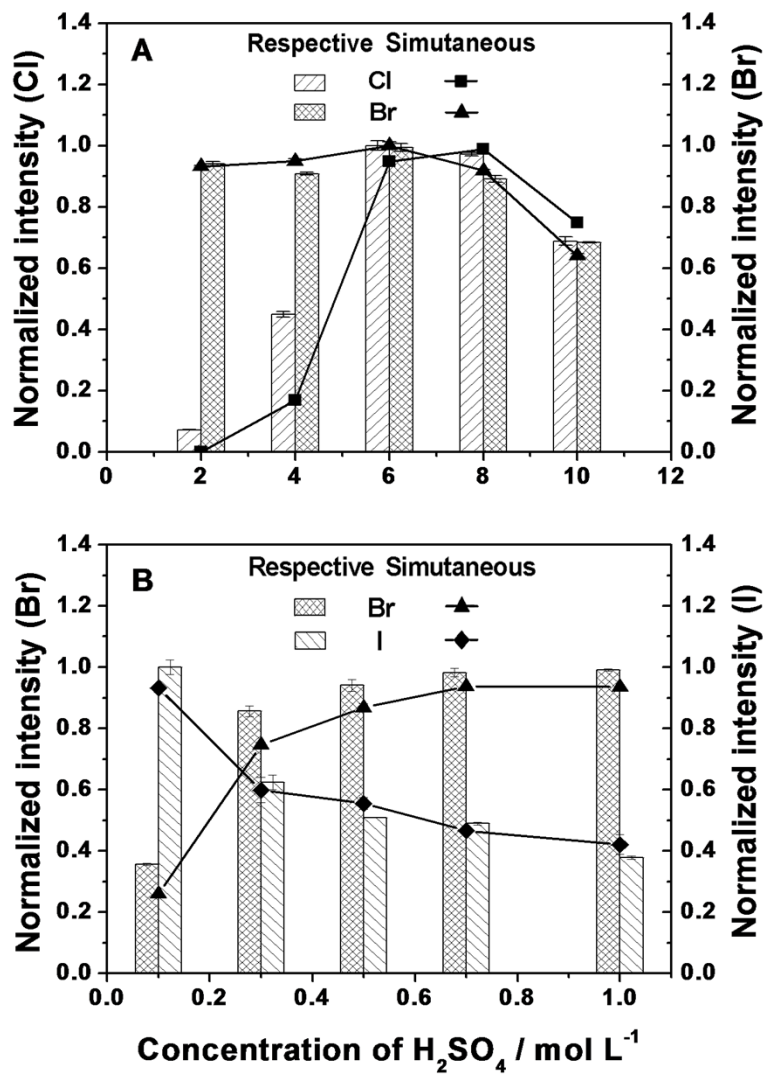 A
Respective Simutaneous
Cl
Br
Normalized intensity (Cl)
Normalized intensity (Br)
1.4
1.2
1.0
0.8
0.6
0.4
0.2
0.0
1.4
1.2
1.0
0.8
0.6
0.4
0.2
0.0
0 2 4 6 8 10 12
B
Respective Simutaneous
Br
I
Normalized intensity (Br)
Normalized intensity (I)
1.4
1.2
1.0
0.8
0.6
0.4
0.2
0.0
1.4
1.2
1.0
0.8
0.6
0.4
0.2
0.0
0.0 0.2 0.4 0.6 0.8 1.0
Concentration of H₂SO₄ / mol L⁻¹